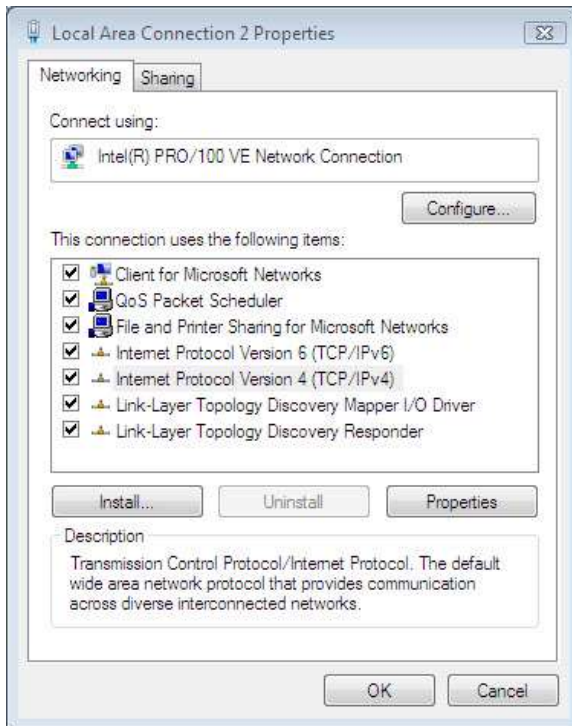 Local Area Connection 2 Properties
Networking
Sharing
Connect using:
Intel(R) PRO/100 VE Network Connection
Configure...
This connection uses the following items:
Client for Microsoft Networks
QoS Packet Scheduler
File and Printer Sharing for Microsoft Networks
Internet Protocol Version 6 (TCP/IPv6)
Internet Protocol Version 4 (TCP/IPv4)
Link-Layer Topology Discovery Mapper I/O Driver
Link-Layer Topology Discovery Responder
Install...
Uninstall
Properties
Description
Transmission Control Protocol/Internet Protocol. The default
wide area network protocol that provides communication
across diverse interconnected networks.
OK
Cancel